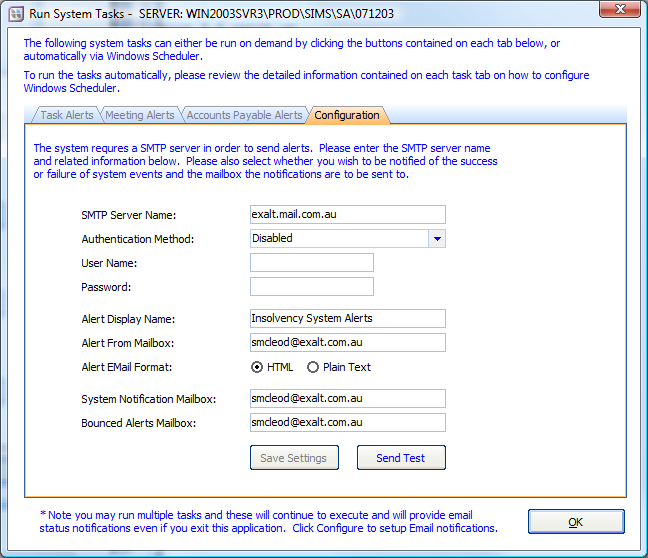 Run System Tasks - SERVER: WIN2003SVR3\PROD\SIMS\SA\071203
The following system tasks can either be run on demand by clicking the buttons contained on each tab below, or
automatically via Windows Scheduler.
To run the tasks automatically, please review the detailed information contained on each task tab on how to configure
Windows Scheduler.
Task Alerts Meeting Alerts Accounts Payable Alerts Configuration
The system requres a SMTP server in order to send alerts. Please enter the SMTP server name
and related information below. Please also select whether you wish to be notified of the success
or failure of system events and the mailbox the notifications are to be sent to.
SMTP Server Name: exalt.mail.com.au
Authentication Method: Disabled
User Name:
Password:
Alert Display Name: Insolvency System Alerts
Alert From Mailbox: smcleod@exalt.com.au
Alert EMail Format: HTML Plain Text
System Notification Mailbox: smcleod@exalt.com.au
Bounced Alerts Mailbox: smcleod@exalt.com.au
Save Settings Send Test
* Note you may run multiple tasks and these will continue to execute and will provide email
status notifications even if you exit this application. Click Configure to setup Email notifications.
OK